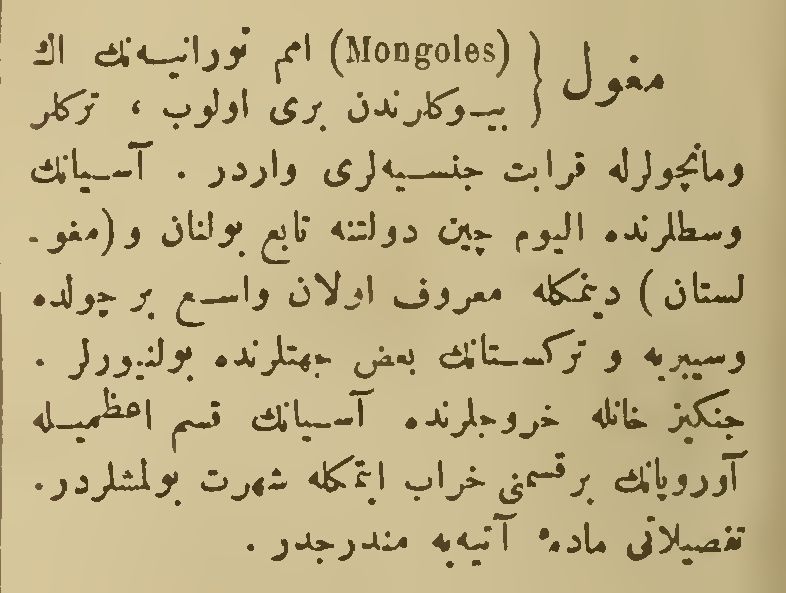 مغول { (Mongoles) امم تورانیه‌نك اك
بیوكلرندن بری اولوب ، تركلر
ومانچولرله قرابت جنسیه‌لری واردر . آسیانك
وسطلرنده الیوم چین دولتنه تابع بولنان و (مغو-
لستان) دینمكله معروف اولان واسع بر چولده
وسیبریه و تركستانك بعض جهتلرنده بولنیورلر .
جنكیز خانله خروجلرنده آسیانك قسم اعظمیله
آوروپانك برقسمنی خراب ایتمكله شهرت بولمشلردر.
تفصیلاتی مادهٔ آتیه‌یه مندرجدر .